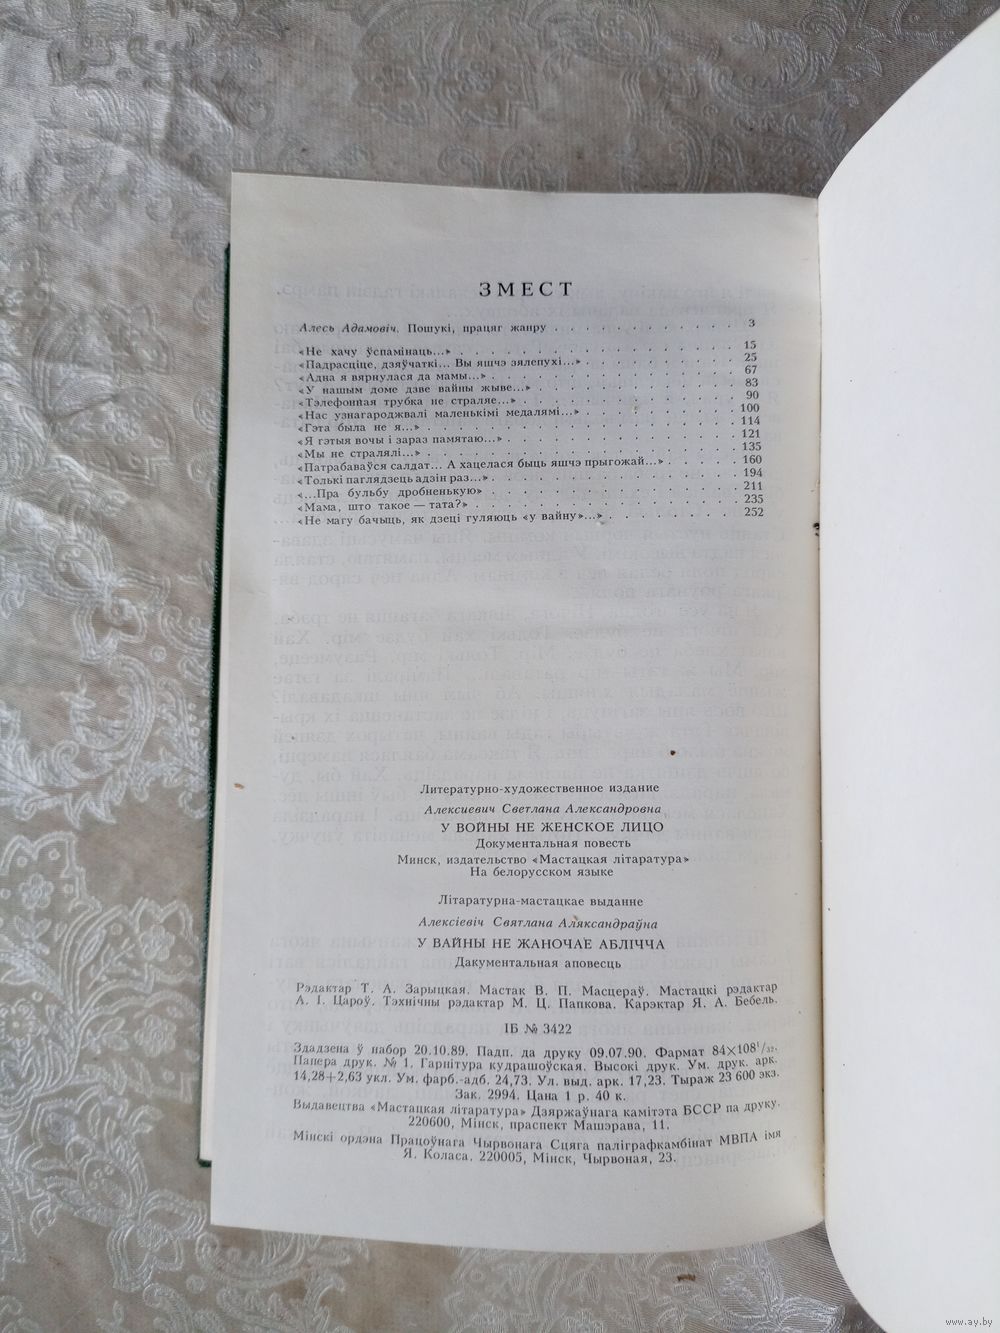 ЗМЕСТ
Алесь Адамовіч. Пошукі, працяг жанру . . . . . . . . . . . . . 3
«Не хачу ўспамінаць...» . . . . . . . . . . . . . . . . . . . 15
«Падрасціце, дзяўчаткі... Вы яшчэ зялепухі...» . . . . . . . . . . 25
«Адна я вярнулася да мамы...» . . . . . . . . . . . . . . . . . 67
«У нашым доме дзве вайны жыве...» . . . . . . . . . . . . . . 83
«Тэлефонная трубка не страляе...» . . . . . . . . . . . . . . . 90
«Нас узнагароджвалі маленькімі медалямі...» . . . . . . . . . . 100
«Гэта была не я...» . . . . . . . . . . . . . . . . . . . . . 114
«Я гэтыя вочы і зараз памятаю...» . . . . . . . . . . . . . . . 121
«Мы не стралялі...» . . . . . . . . . . . . . . . . . . . . . 135
«Патрабаваўся салдат... А хацелася быць яшчэ прыгожай...» . . . . . 160
«Толькі паглядзець адзін раз...» . . . . . . . . . . . . . . . . 194
«...Пра бульбу дробненькую» . . . . . . . . . . . . . . . . . 211
«Мама, што такое — тата?» . . . . . . . . . . . . . . . . . . 235
«Не магу бачыць, як дзеці гуляюць «у вайну»...» . . . . . . . . . 252
Литературно-художественное издание
Алексиевич Светлана Александровна
У ВОЙНЫ НЕ ЖЕНСКОЕ ЛИЦО
Документальная повесть
Минск, издательство «Мастацкая літаратура»
На белорусском языке
Літаратурна-мастацкае выданне
Алексіевіч Святлана Аляксандраўна
У ВАЙНЫ НЕ ЖАНОЧАЕ АБЛІЧЧА
Дакументальная аповесць
Рэдактар Т. А. Зарыцкая. Мастак В. П. Масцераў. Мастацкі рэдактар
А. І. Цароў. Тэхнічны рэдактар М. Ц. Папкова. Карэктар Я. А. Бебель.
ІБ № 3422
Здадзена ў набор 20.10.89. Падп. да друку 09.07.90. Фармат 84×108¹/₃₂.
Папера друк. № 1. Гарнітура кудрашоўская. Высокі друк. Ум. друк. арк.
14,28+2,63 укл. Ум. фарб.-адб. 24,73. Ул. выд. арк. 17,23. Тыраж 23 600 экз.
Зак. 2994. Цана 1 р. 40 к.
Выдавецтва «Мастацкая літаратура» Дзяржаўнага камітэта БССР па друку.
220600, Мінск, праспект Машэрава, 11.
Мінскі ордэна Працоўнага Чырвонага Сцяга паліграфкамбінат МВПА імя
Я. Коласа. 220005, Мінск, Чырвоная, 23.
www.ay.by